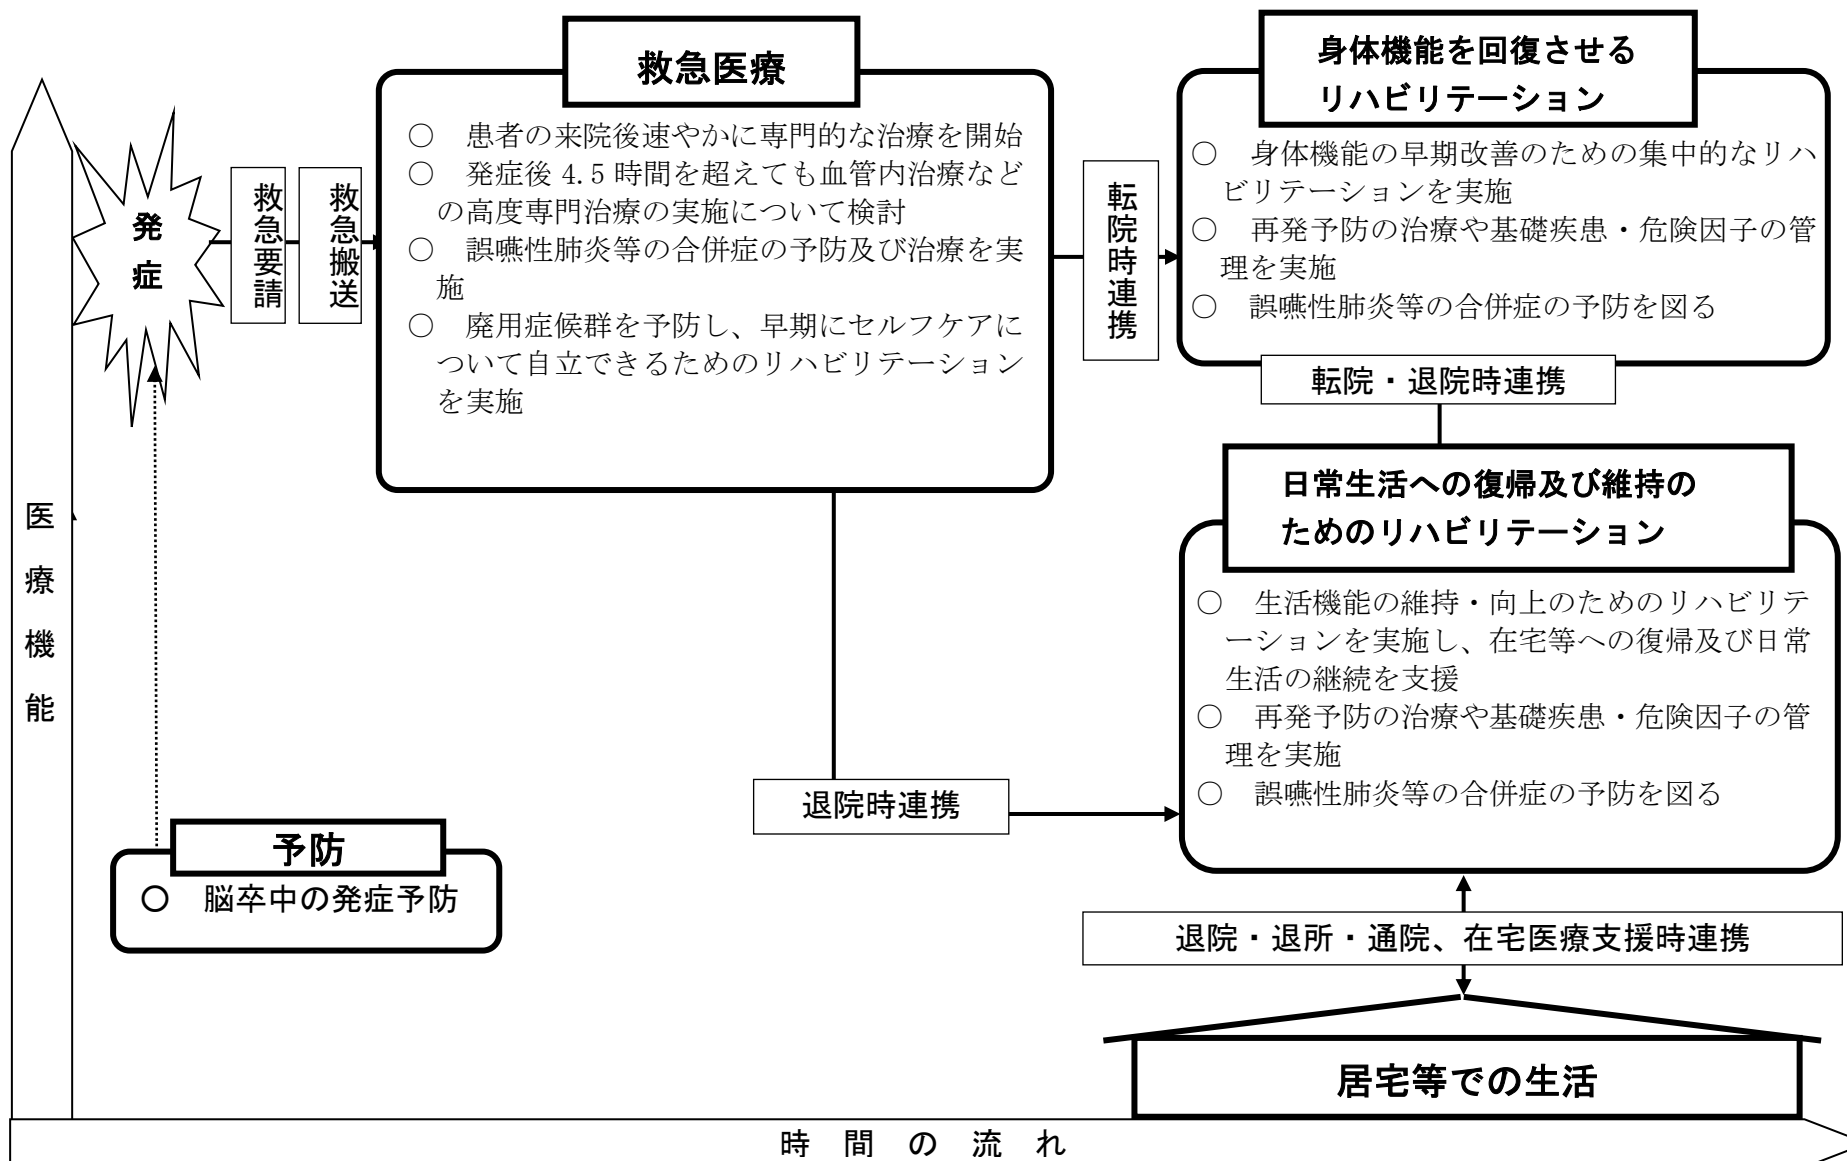 救急医療
○　患者の来院後速やかに専門的な治療を開始
○　発症後 4.5 時間を超えても血管内治療など
の高度専門治療の実施について検討
○　誤嚥性肺炎等の合併症の予防及び治療を実
施
○　廃用症候群を予防し、早期にセルフケアに
ついて自立できるためのリハビリテーション
を実施
身体機能を回復させる
リハビリテーション
○　身体機能の早期改善のための集中的なリハ
ビリテーションを実施
○　再発予防の治療や基礎疾患・危険因子の管
理を実施
○　誤嚥性肺炎等の合併症の予防を図る
発症
救急要請
救急搬送
転院時連携
転院・退院時連携
日常生活への復帰及び維持の
ためのリハビリテーション
○　生活機能の維持・向上のためのリハビリテ
ーションを実施し、在宅等への復帰及び日常
生活の継続を支援
○　再発予防の治療や基礎疾患・危険因子の管
理を実施
○　誤嚥性肺炎等の合併症の予防を図る
医療機能
退院時連携
予防
○　脳卒中の発症予防
退院・退所・通院、在宅医療支援時連携
居宅等での生活
時　間　の　流　れ